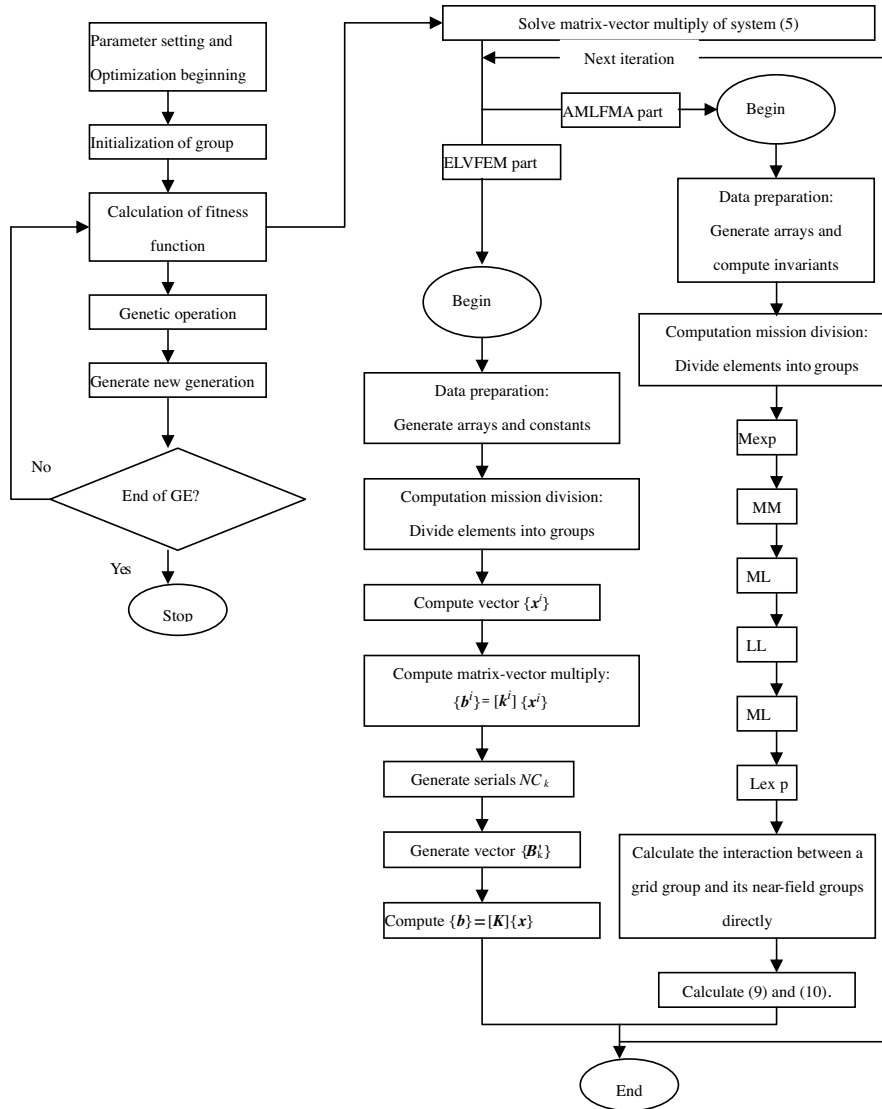 Parameter setting and
Optimization beginning
Initialization of group
Calculation of fitness
function
Genetic operation
Generate new generation
No
End of GE?
Yes
Stop
Solve matrix-vector multiply of system (5)
Next iteration
AMLFMA part
Begin
ELVFEM part
Begin
Data preparation:
Generate arrays and constants
Computation mission division:
Divide elements into groups
Compute vector {x^i}
Compute matrix-vector multiply:
{b^i} = [k^i] {x^i}
Generate serials NC_k
Generate vector {B'_k}
Compute {b} = [K]{x}
Data preparation:
Generate arrays and
compute invariants
Computation mission division:
Divide elements into groups
Mexp
MM
ML
LL
ML
Lex p
Calculate the interaction between a
grid group and its near-field groups
directly
Calculate (9) and (10).
End